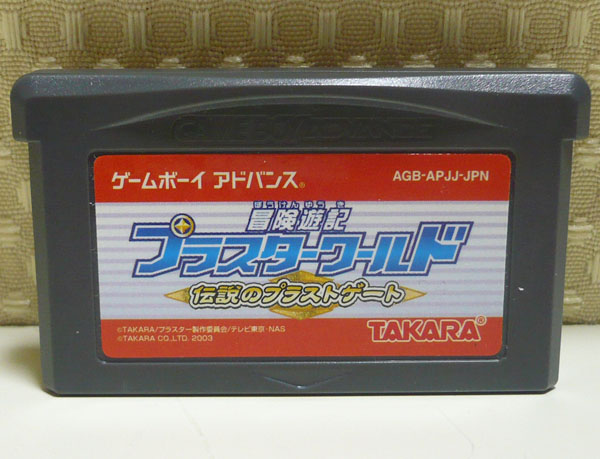 GAME BOY ADVANCE
ゲームボーイ アドバンス®
AGB-APJJ-JPN
ぼうけんゆうき
冒険遊記
プラスターワールド
伝説のプラストゲート
©TAKARA/プラスター製作委員会/テレビ東京・NAS
©TAKARA CO.,LTD. 2003
TAKARA®